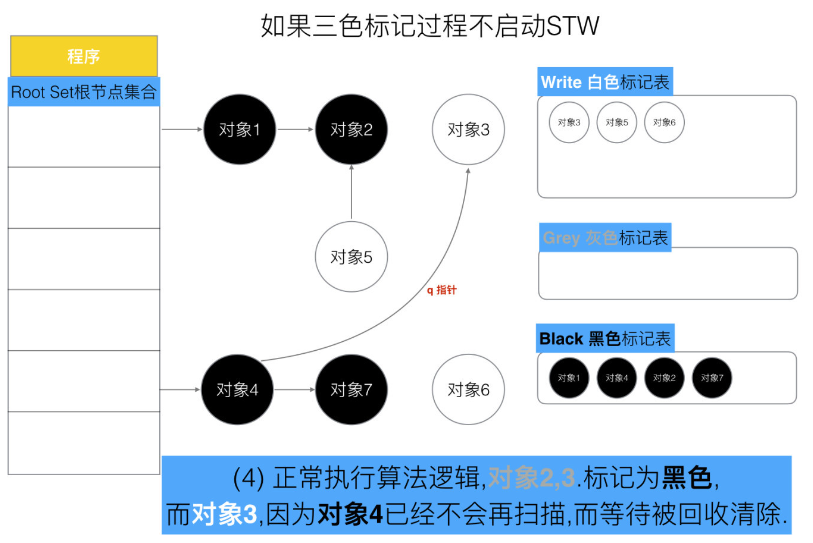 如果三色标记过程不启动STW
程序
Root Set根节点集合
对象1
对象2
对象3
对象5
q 指针
对象4
对象7
对象6
Write 白色标记表
对象3 对象5 对象6
Grey 灰色标记表
Black 黑色标记表
对象1 对象4 对象2 对象7
(4) 正常执行算法逻辑,对象2,3.标记为黑色,
而对象3,因为对象4已经不会再扫描,而等待被回收清除.